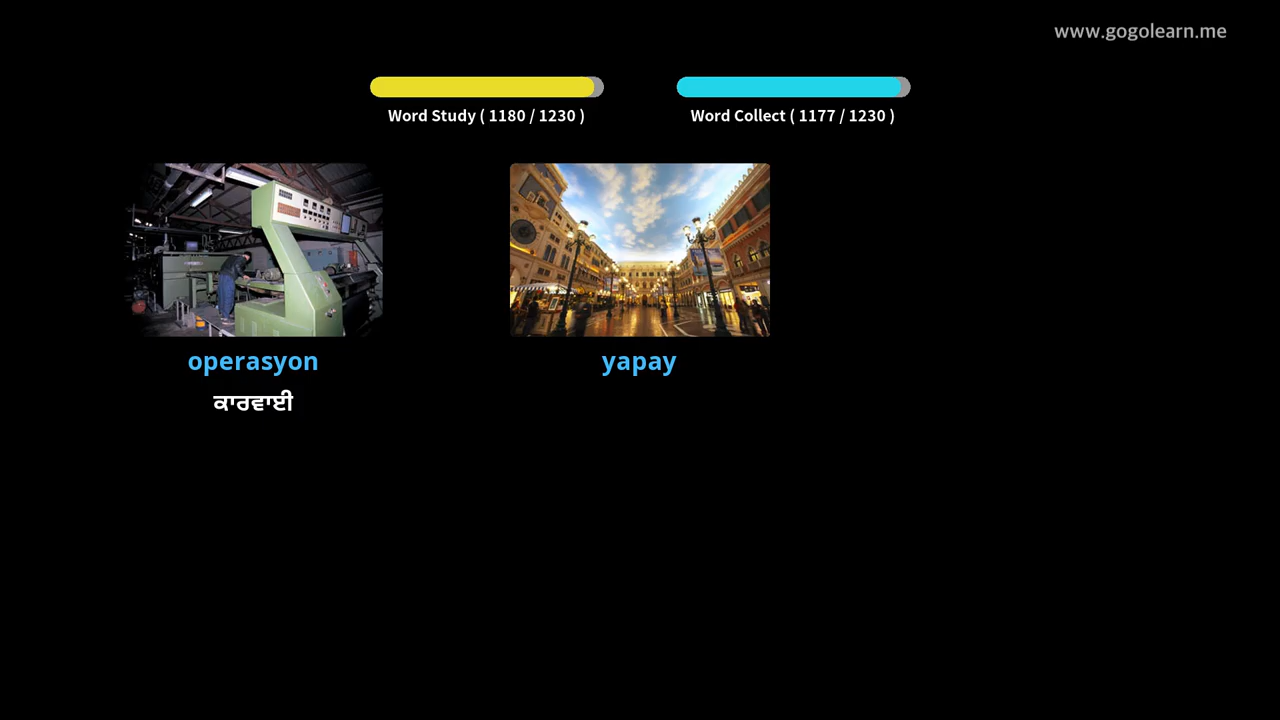 www.gogolearn.me
Word Study ( 1180 / 1230 )
Word Collect ( 1177 / 1230 )
operasyon
yapay
ਕਾਰਵਾਈ